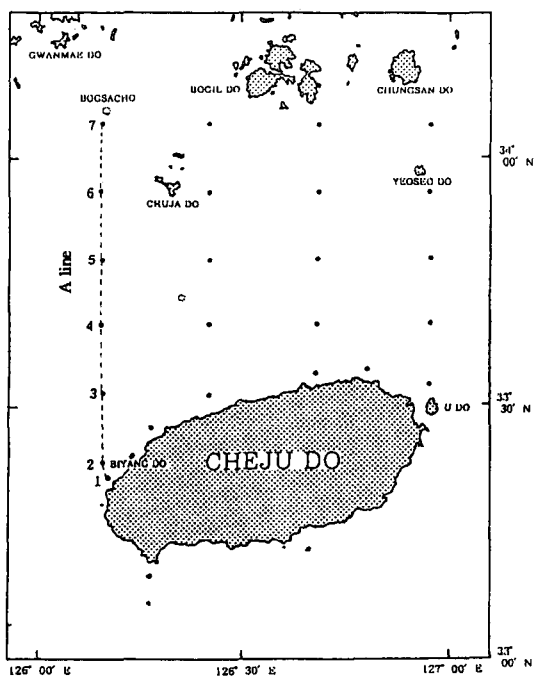 GWANMAE DO
BOGIL DO
CHUNGSAN DO
BOGSACHO
7
34°
00' N
6
CHUJA DO
YEOSEO DO
A line
5
4
3
33°
30' N
U DO
2
BIYANG DO
CHEJU DO
1
33°
00' N
126° 00' E
126° 30' E
127° 00' E